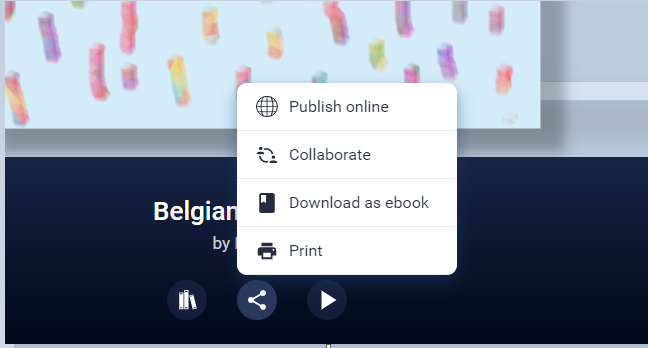 Publish online
Collaborate
Download as ebook
Print
Belgian
by